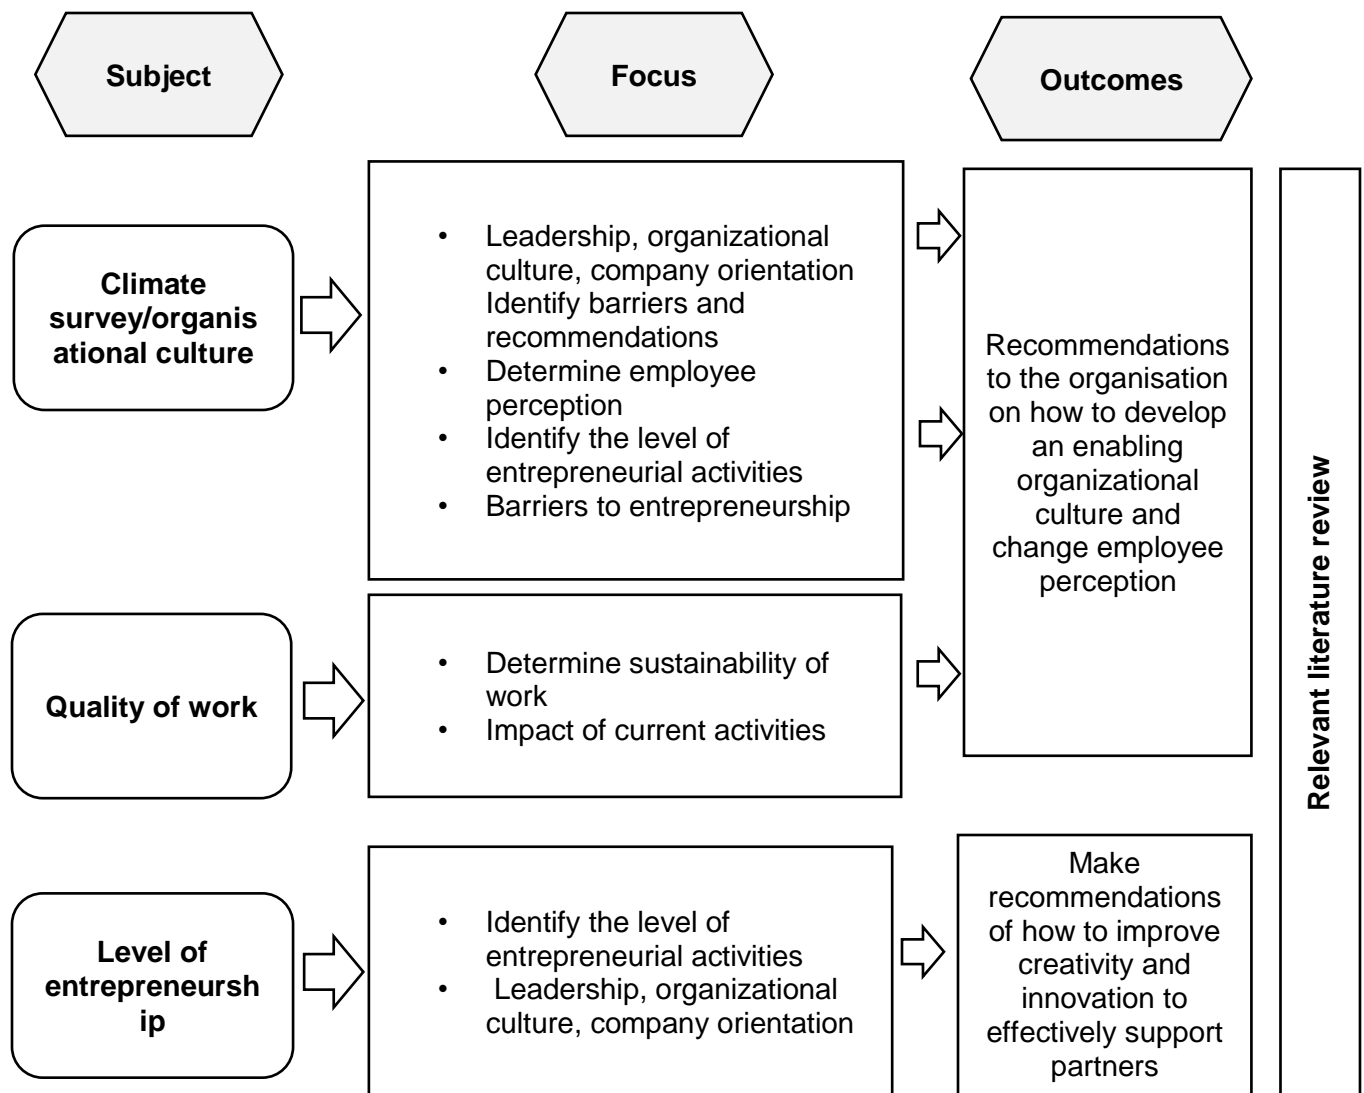 Subject
Focus
Outcomes
Climate
survey/organis
ational culture
• Leadership, organizational
culture, company orientation
Identify barriers and
recommendations
• Determine employee
perception
• Identify the level of
entrepreneurial activities
• Barriers to entrepreneurship
Recommendations
to the organisation
on how to develop
an enabling
organizational
culture and
change employee
perception
Relevant literature review
Quality of work
• Determine sustainability of
work
• Impact of current activities
Level of
entrepreneursh
ip
• Identify the level of
entrepreneurial activities
• Leadership, organizational
culture, company orientation
Make
recommendations
of how to improve
creativity and
innovation to
effectively support
partners